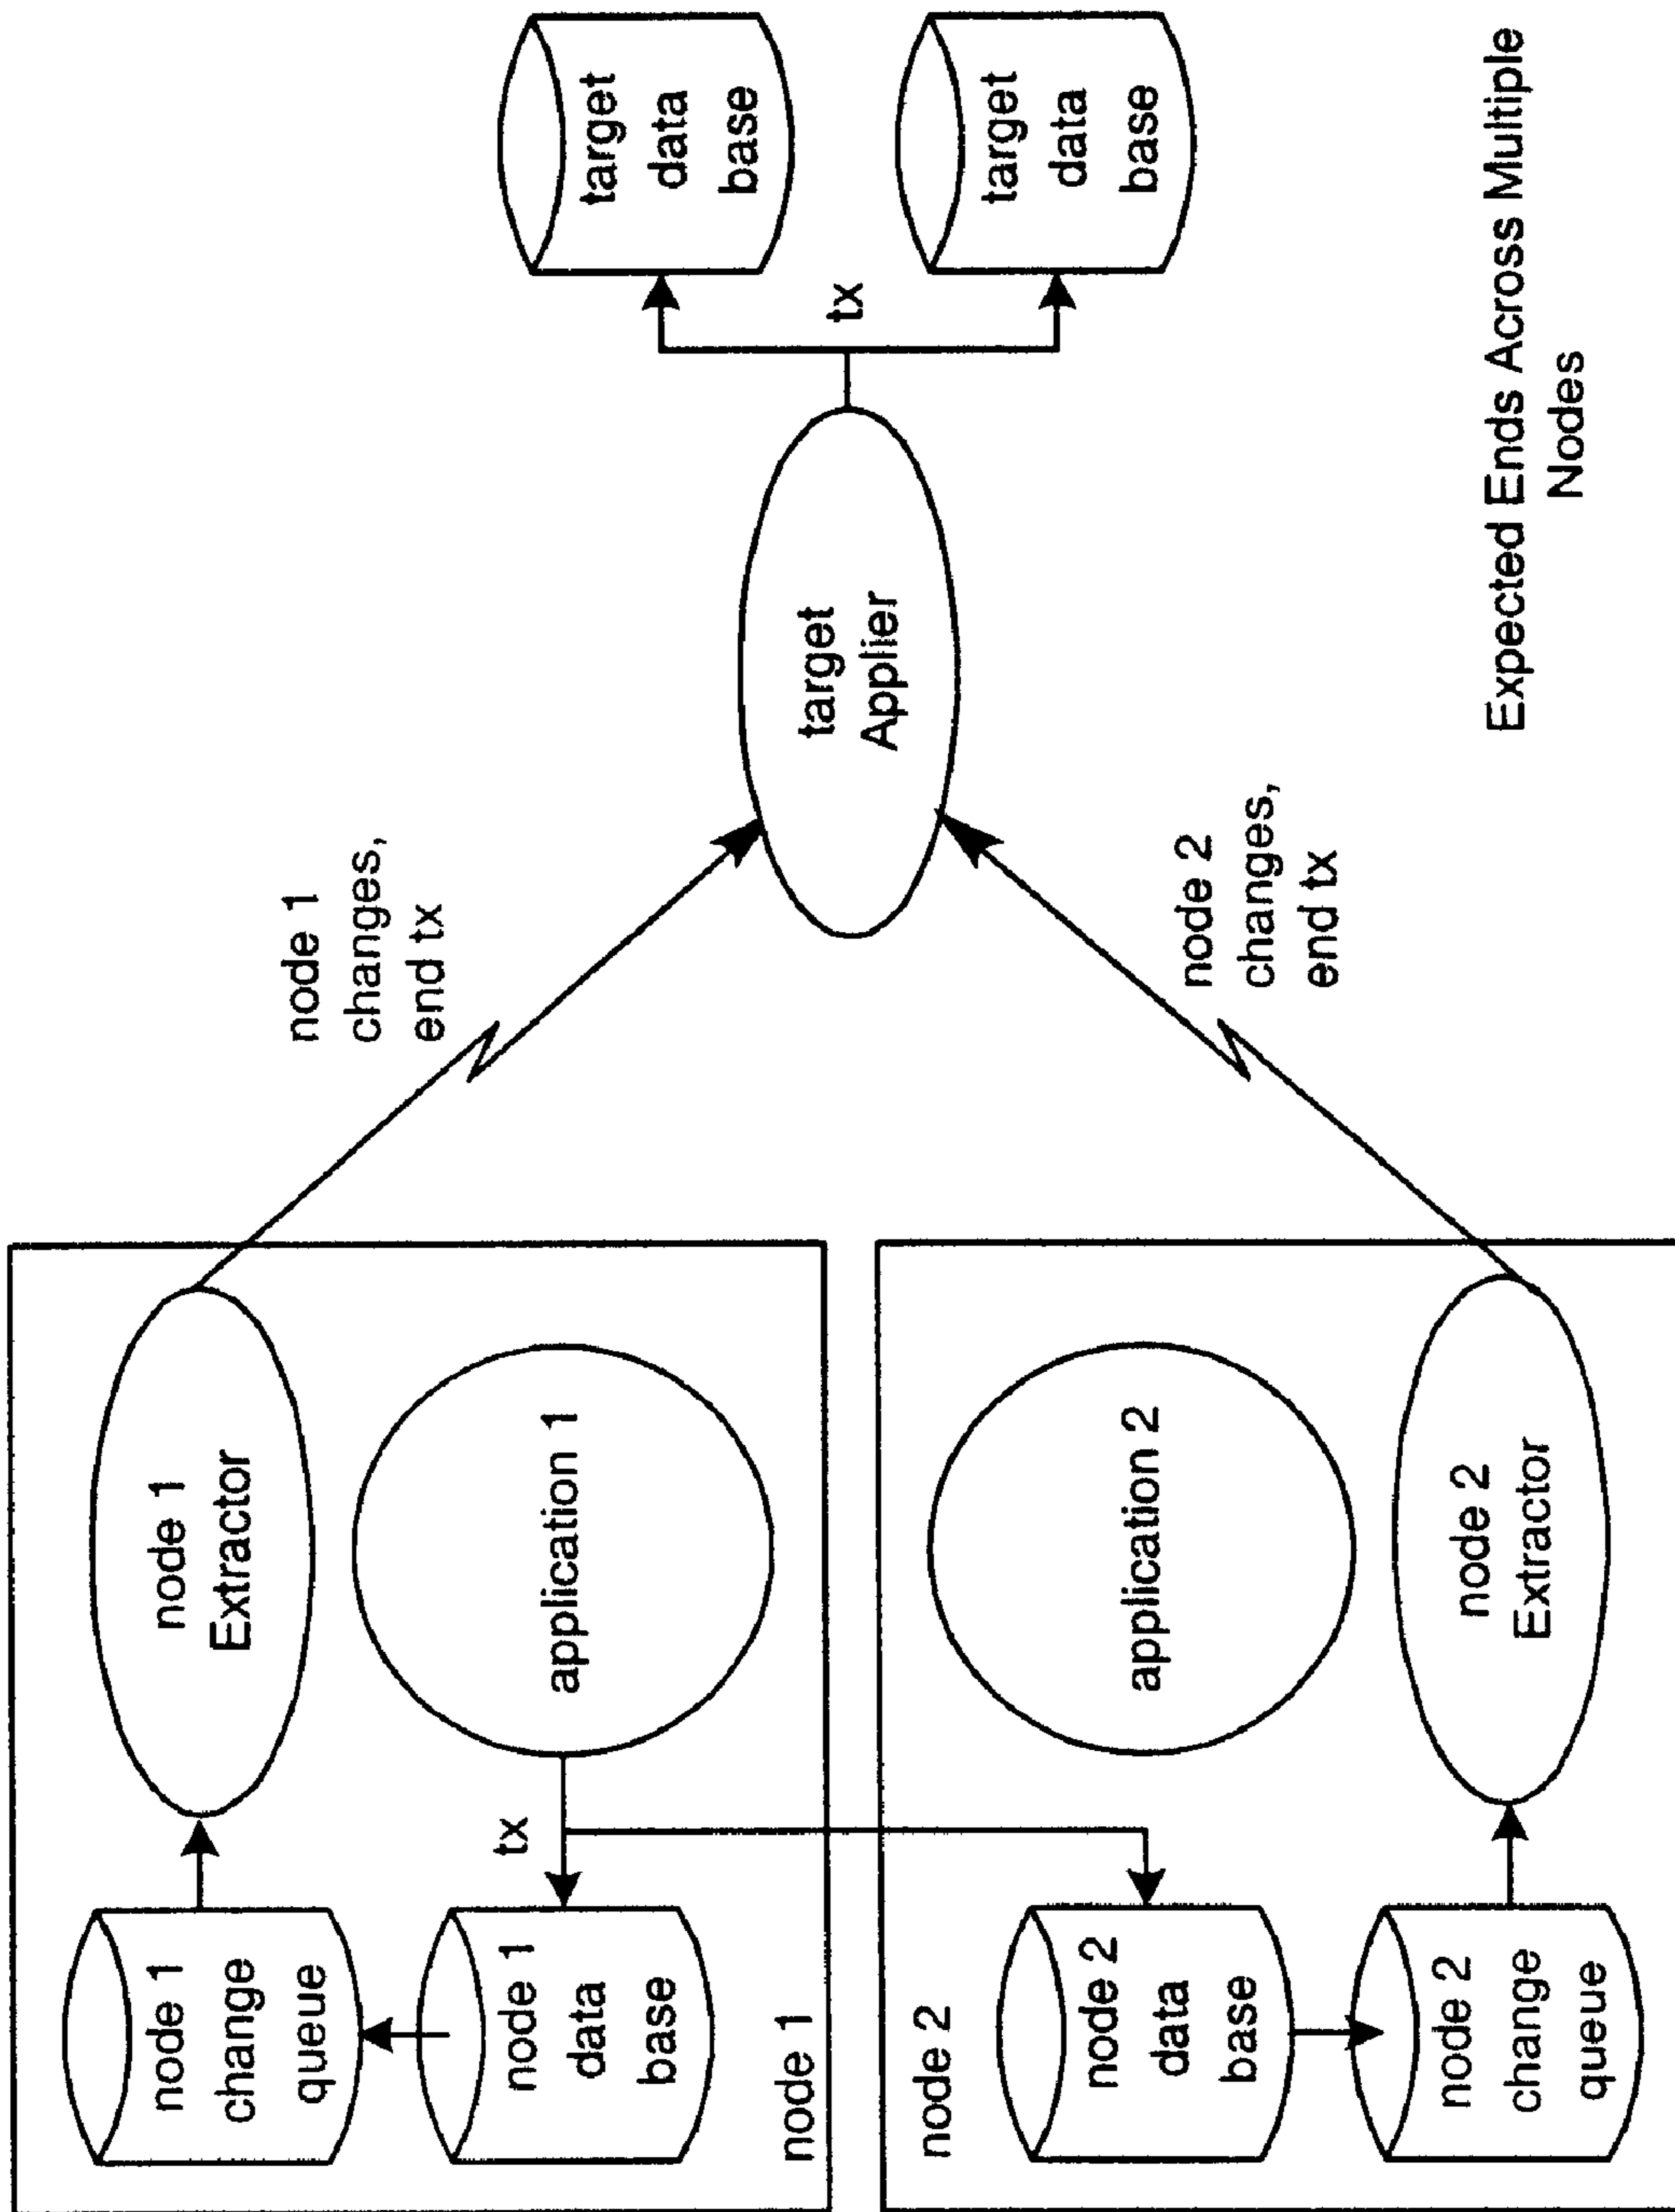 node 1
change
queue
node 1
Extractor
node 1
changes,
end tx
node 1
data
base
tx
application 1
node 1
target
Applier
tx
target
data
base
target
data
base
node 2
node 2
data
base
application 2
node 2
change
queue
node 2
Extractor
node 2
changes,
end tx
Expected Ends Across Multiple
Nodes